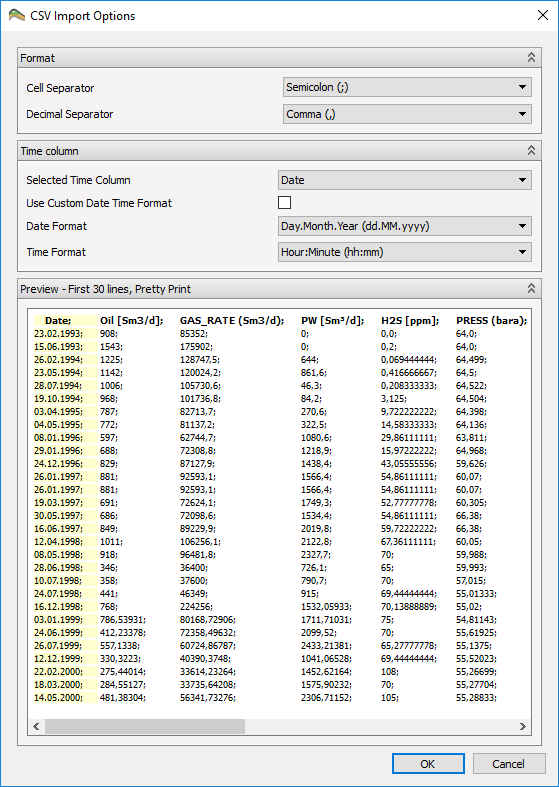 CSV Import Options
Format
Cell Separator Semicolon (;)
Decimal Separator Comma (,)
Time column
Selected Time Column Date
Use Custom Date Time Format
Date Format Day.Month.Year (dd.MM.yyyy)
Time Format Hour:Minute (hh:mm)
Preview - First 30 lines, Pretty Print
Date; Oil [Sm3/d]; GAS_RATE (Sm3/d); PW [Sm³/d]; H2S [ppm]; PRESS (bara);
23.02.1993; 908; 85352; 0; 0,0; 64,0;
15.06.1993; 1543; 175902; 0; 0,2; 64,0;
26.02.1994; 1225; 128747,5; 644; 0,069444444; 64,499;
23.05.1994; 1142; 120024,2; 861,6; 0,416666667; 64,5;
28.07.1994; 1006; 105730,6; 46,3; 0,208333333; 64,522;
19.10.1994; 968; 101736,8; 84,2; 3,125; 64,504;
03.04.1995; 787; 82713,7; 270,6; 9,722222222; 64,398;
04.05.1995; 772; 81137,2; 322,5; 14,58333333; 64,136;
08.01.1996; 597; 62744,7; 1080,6; 29,86111111; 63,811;
29.01.1996; 688; 72308,8; 1218,9; 15,97222222; 64,968;
24.12.1996; 829; 87127,9; 1438,4; 43,05555556; 59,626;
26.01.1997; 881; 92593,1; 1566,4; 54,86111111; 60,07;
26.01.1997; 881; 92593,1; 1566,4; 54,86111111; 60,07;
19.03.1997; 691; 72624,1; 1749,3; 52,77777778; 60,305;
30.05.1997; 686; 72098,6; 1534,4; 54,86111111; 66,38;
16.06.1997; 849; 89229,9; 2019,8; 59,72222222; 66,38;
12.04.1998; 1011; 106256,1; 2122,8; 67,36111111; 60,05;
08.05.1998; 918; 96481,8; 2327,7; 70; 59,988;
28.06.1998; 346; 36400; 726,1; 65; 59,993;
10.07.1998; 358; 37600; 790,7; 70; 57,015;
24.07.1998; 441; 46349; 915; 69,44444444; 55,01333;
16.12.1998; 768; 224256; 1532,05933; 70,13888889; 55,02;
03.01.1999; 786,53931; 80168,72906; 1711,71031; 75; 54,81143;
24.06.1999; 412,23378; 72358,49632; 2099,52; 70; 55,61925;
26.07.1999; 557,1338; 60724,86787; 2433,21381; 65,27777778; 55,1375;
12.12.1999; 330,3223; 40390,3748; 1041,06528; 69,44444444; 55,52023;
22.02.2000; 275,44014; 33614,23264; 1452,62164; 108; 55,26699;
18.03.2000; 284,55127; 33735,64208; 1575,90232; 70; 55,27704;
14.05.2000; 481,38304; 56341,73276; 2306,71152; 105; 55,28833;
OK Cancel